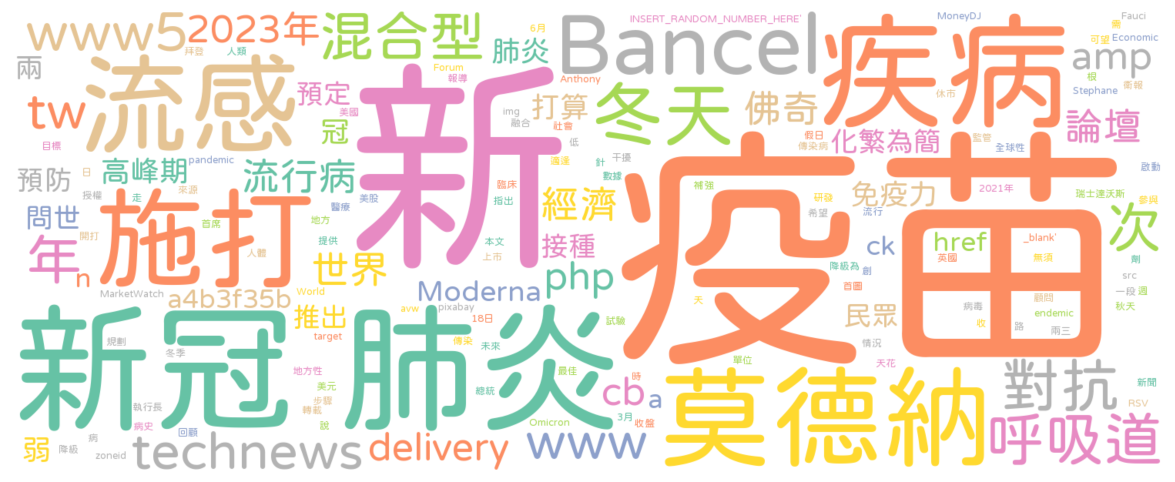 www5
2023年
混合型
肺炎
6月
拜音
人類
兩
流感
預定
美國
Forum
報導
Anthony
INSERT_RANDOM_NUMBER_HERE'
Bancel
疾病
MoneyDJ
Fauci
需
可望
Economic
amp
根
衝報
Stephane
休市
tw
目標
冠
新
img
融合
打算
社會
冬天
佛奇
假日
傳染病
化繁為簡
監管
全球性
論壇
預防
日
高峰期
pandemic
流行病
授權
走
來源
低
針
干擾
數據
臨床
指出
疫苗
補強
研發
希望
免疫力
流行
2021年
瑞士達沃斯
啟動
參與
問世
施打
首席
醫療
美股
地方
經濟
本文
上市
接種
民眾
ck
href
英國
_blank'
無須
次
劑
年
n
開打
人體
提供
世界
php
降級為
創
首圖
天
src
一段
週
秋天
MarketWatch
a4b3f35b
World
avw
Moderna
pixabay
推出
target
18日
傳染
未來
試驗
病毒
顧問
endemic
收
路
兩三
情況
新冠
肺炎
規劃
冬季
地方性
美元
步驟
轉載
說
總統
最佳
單位
天花
時
cb
a
3月
收盤
莫德納
對抗
新聞
RSV
呼吸道
執行長
病史
回顧
弱
降級
病
zoneid
technews
delivery
Omicron
www